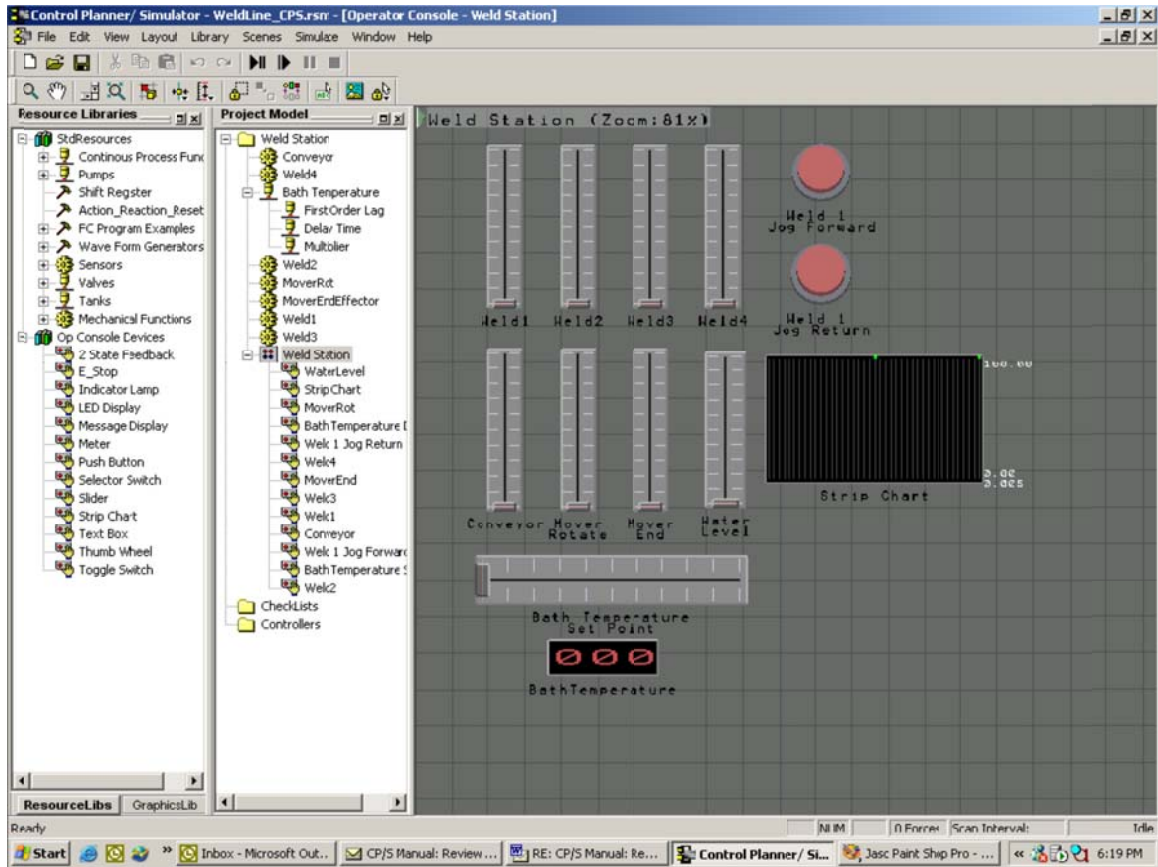 Control Planner/ Simulator - WeldLine_CPS.rsm - [Operator Console - Weld Station]
File Edit View Layout Library Scenes Simulate Window Help
Resource Libraries
StdResources
Continous Process Func
Pumps
Shift Register
Action_Reaction_Reset
FC Program Examples
Wave Form Generators
Sensors
Valves
Tanks
Mechanical Functions
Op Console Devices
2 State Feedback
E_Stop
Indicator Lamp
LED Display
Message Display
Meter
Push Button
Selector Switch
Slider
Strip Chart
Text Box
Thumb Wheel
Toggle Switch
ResourceLibs GraphicsLib
Project Model
Weld Station
Conveyor
Weld4
Bath Temperature
FirstOrder Lag
Delay Time
Multiplier
Weld2
MoverRot
MoverEndEffector
Weld1
Weld3
Weld Station
WaterLevel
StripChart
MoverRot
BathTemperature
Weld 1 Jog Return
Weld4
MoverEnd
Weld3
Weld1
Conveyor
Weld 1 Jog Forward
BathTemperature S
Weld2
CheckLists
Controllers
Weld Station (Zoom:81%)
Weld1 Weld2 Weld3 Weld4
Weld 1
Jog Forward
Weld 1
Jog Return
100.00
0.00
0.00s
Strip Chart
Conveyor
Mover
Rotate
Mover
End
Water
Level
Bath Temperature
Set Point
000
BathTemperature
Ready NUM 0 Forces Scan Interval: Idle
Start Inbox - Microsoft Out.. CP/S Manual: Review ... RE: CP/S Manual: Re... Control Planner/ Si... Jasc Paint Shop Pro - ... 6:19 PM